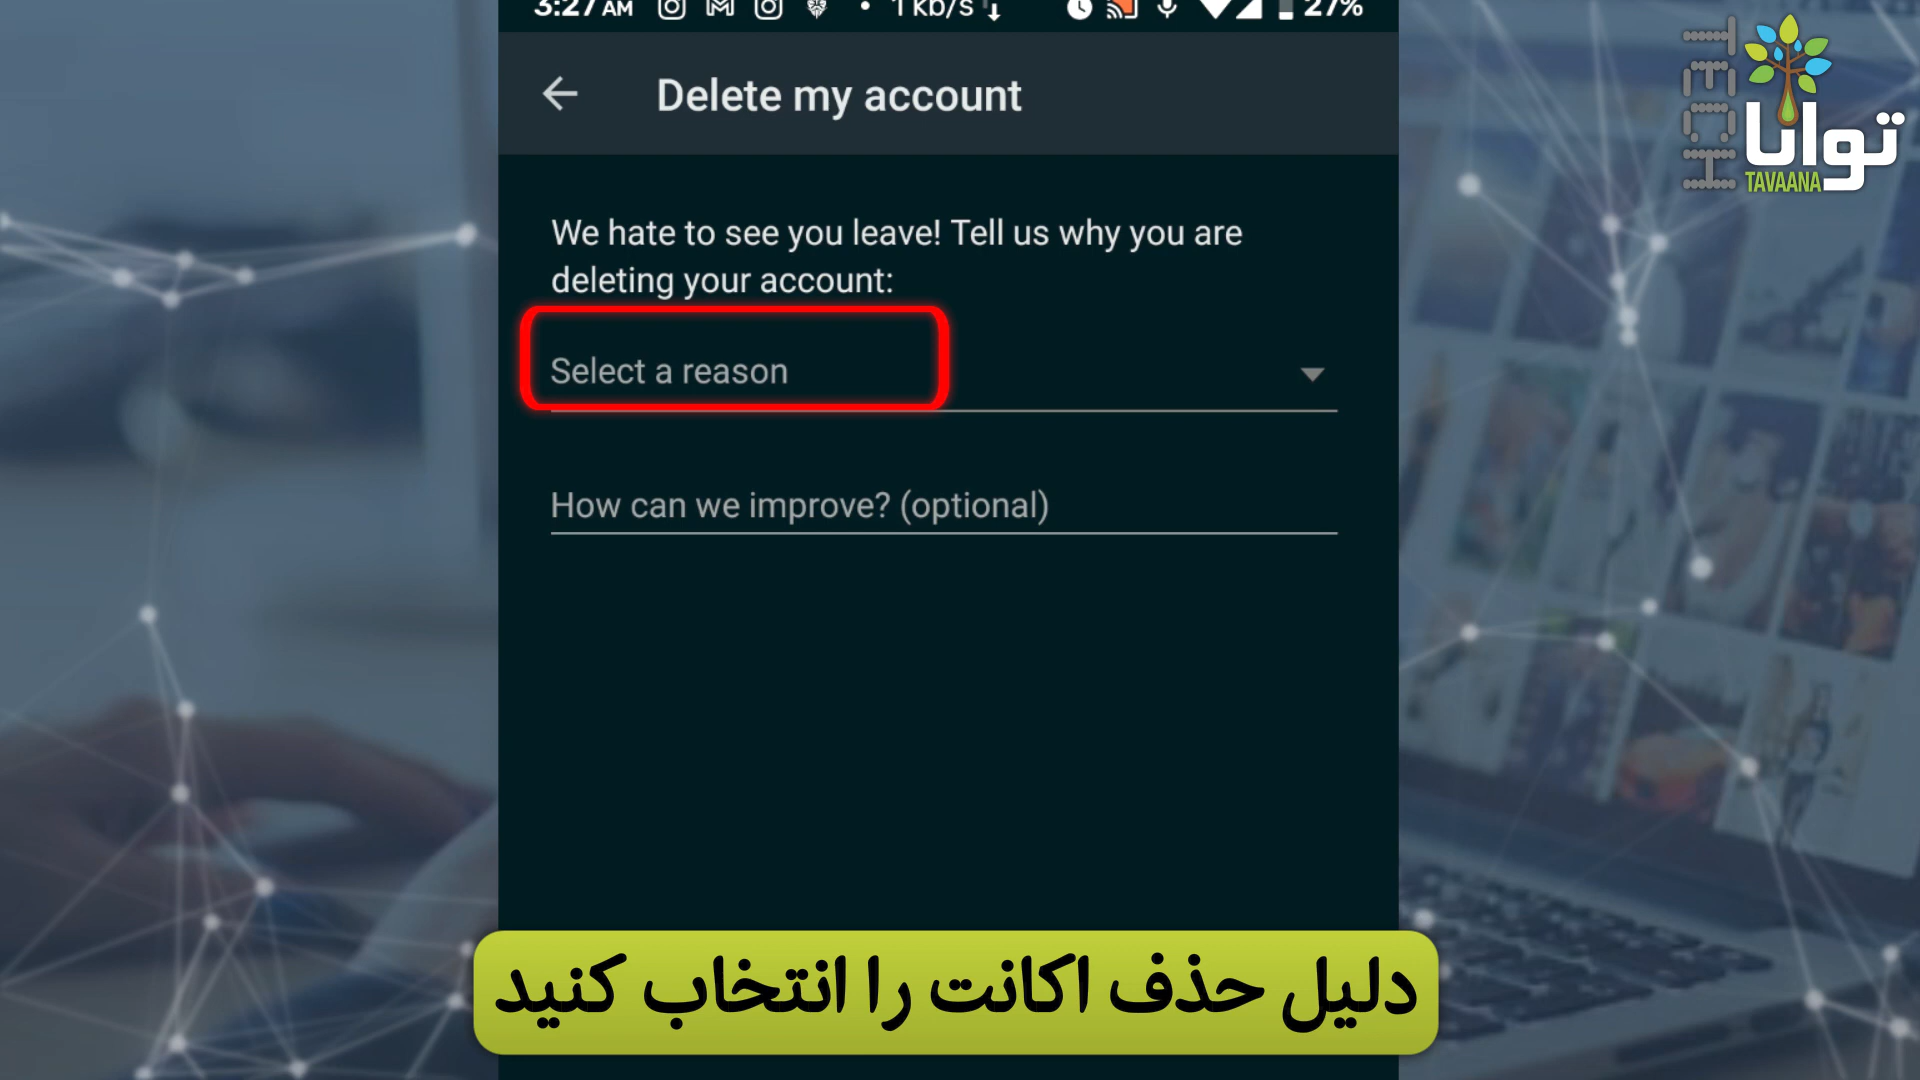 3:27 AM
1 kb/s
27%
Delete my account
We hate to see you leave! Tell us why you are
deleting your account:
Select a reason
How can we improve? (optional)
دلیل حذف اکانت را انتخاب کنید
TECH
توانا
TAVAANA